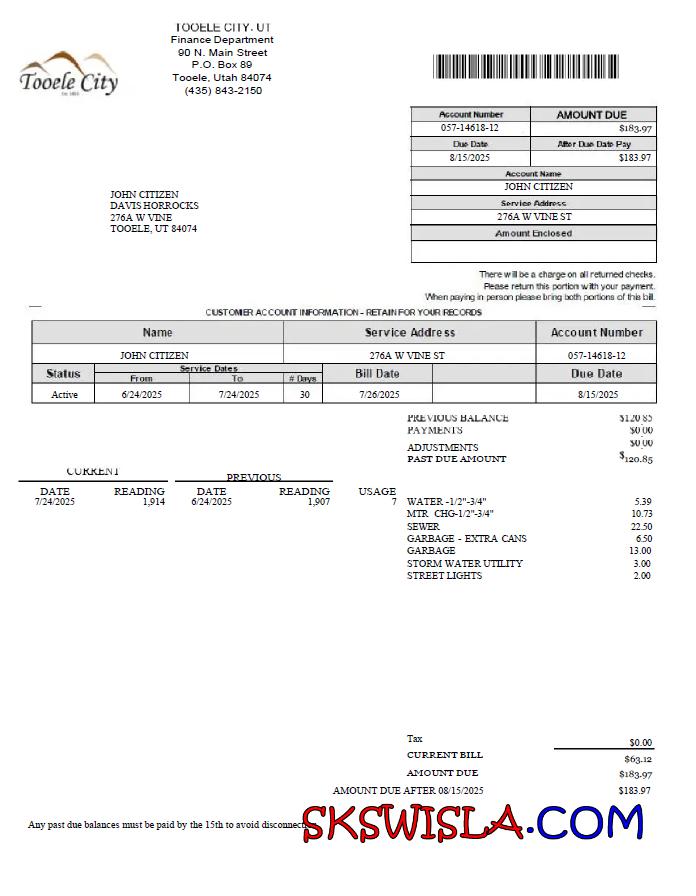 TOOELE CITY, UT
Finance Department
90 N. Main Street
P.O. Box 89
Tooele, Utah 84074
(435) 843-2150
Tooele City
Account Number AMOUNT DUE
057-14618-12 $183.97
Due Date After Due Date Pay
8/15/2025 $183.97
Account Name
JOHN CITIZEN
Service Address
276A W VINE ST
Amount Enclosed
JOHN CITIZEN
DAVIS HORROCKS
276A W VINE
TOOELE, UT 84074
There will be a charge on all returned checks.
Please return this portion with your payment.
When paying in person please bring both portions of this bill.
CUSTOMER ACCOUNT INFORMATION - RETAIN FOR YOUR RECORDS
Name Service Address Account Number
JOHN CITIZEN 276A W VINE ST 057-14618-12
Status Service Dates Bill Date Due Date
From To # Days
Active 6/24/2025 7/24/2025 30 7/26/2025 8/15/2025
PREVIOUS BALANCE $120.85
PAYMENTS $0.00
ADJUSTMENTS $0.00
PAST DUE AMOUNT $120.85
CURRENT PREVIOUS
DATE READING DATE READING USAGE
7/24/2025 1,914 6/24/2025 1,907 7
WATER -1/2"-3/4" 5.39
MTR CHG-1/2"-3/4" 10.73
SEWER 22.50
GARBAGE - EXTRA CANS 6.50
GARBAGE 13.00
STORM WATER UTILITY 3.00
STREET LIGHTS 2.00
Tax $0.00
CURRENT BILL $63.12
AMOUNT DUE $183.97
AMOUNT DUE AFTER 08/15/2025 $183.97
Any past due balances must be paid by the 15th to avoid
SKSWISLA.COM